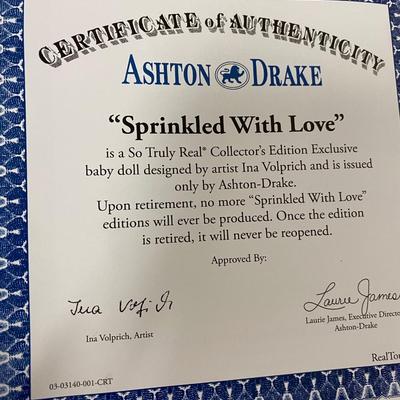 CERTIFICATE of AUTHENTICITY
ASHTON DRAKE
“Sprinkled With Love”
is a So Truly Real® Collector’s Edition Exclusive
baby doll designed by artist Ina Volprich and is issued
only by Ashton-Drake.
Upon retirement, no more “Sprinkled With Love”
editions will ever be produced. Once the edition
is retired, it will never be reopened.
Approved By:
Laurie James
Ina Volprich, Artist
Laurie James, Executive Director
Ashton-Drake
03-03140-001-CRT